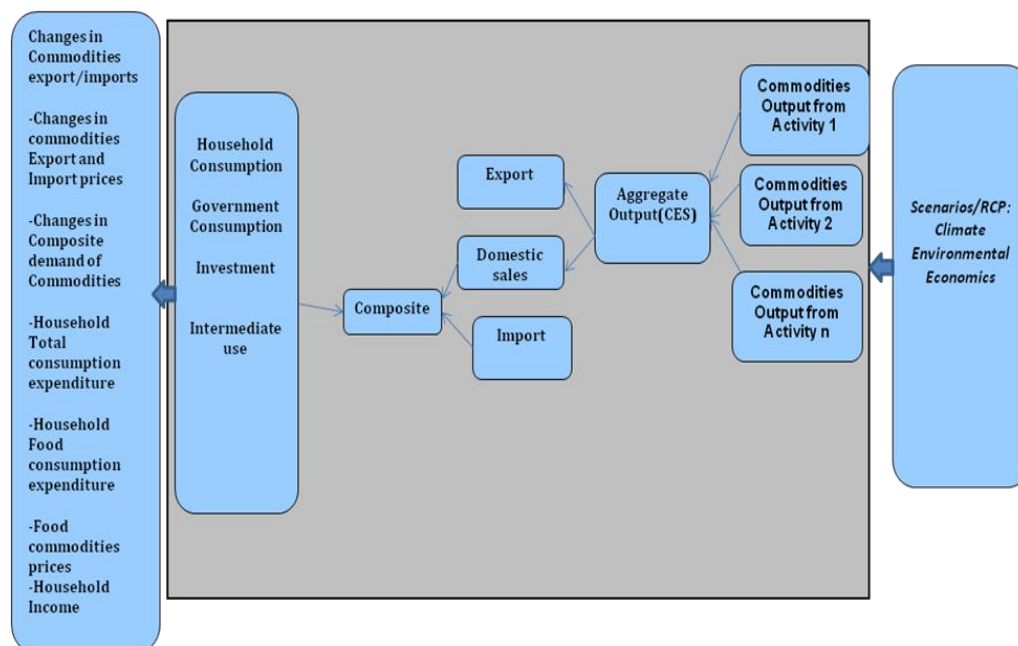 Changes in
Commodities
export/imports
-Changes in
commodities
Export and
Import prices
-Changes in
Composite
demand of
Commodities
-Household
Total
consumption
expenditure
-Household
Food
consumption
expenditure
-Food
commodities
prices
-Household
Income
Household
Consumption
Government
Consumption
Investment
Intermediate
use
Composite
Export
Domestic
sales
Import
Aggregate
Output(CES)
Commodities
Output from
Activity 1
Commodities
Output from
Activity 2
Commodities
Output from
Activity n
Scenarios/RCP:
Climate
Environmental
Economics